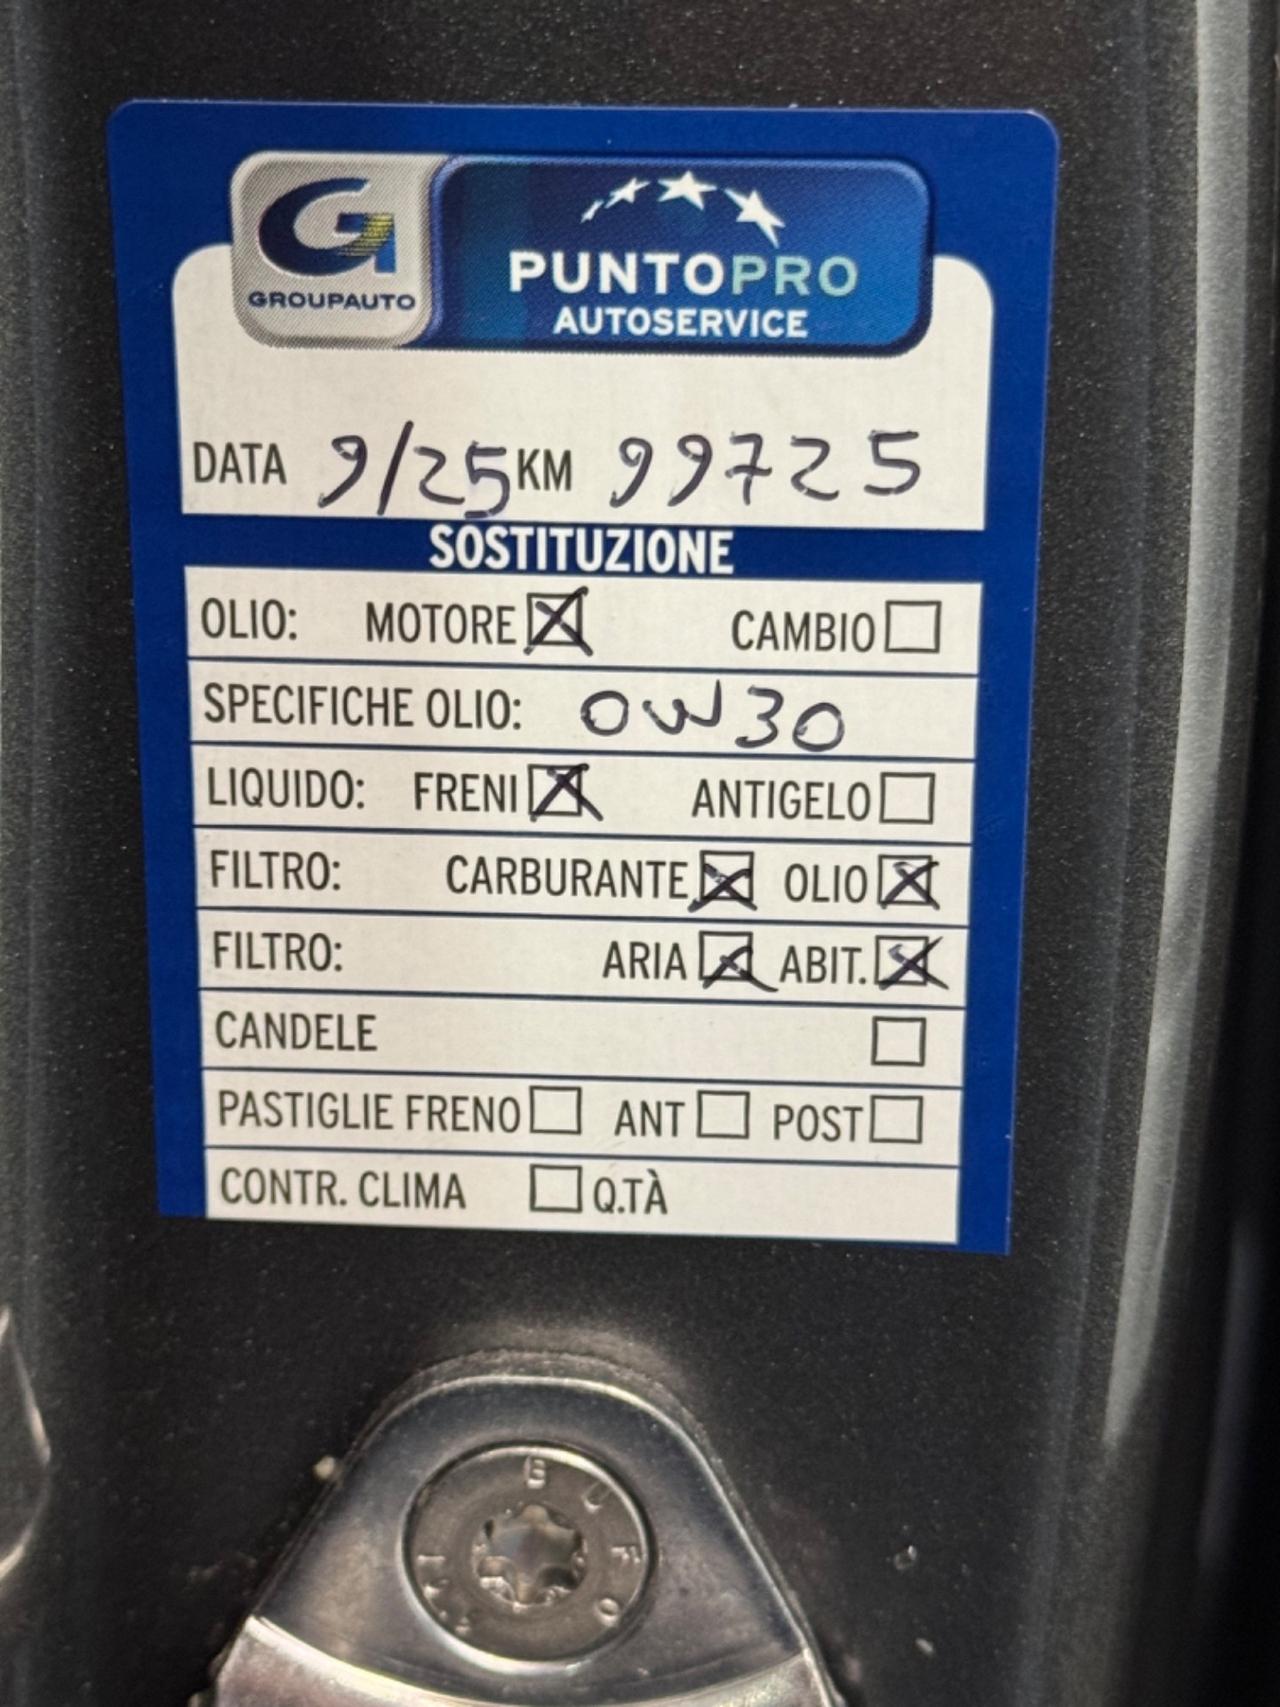 GROUPAUTO
PUNTOPRO
AUTOSERVICE
DATA 9/25 KM 99725
SOSTITUZIONE
OLIO: MOTORE CAMBIO
SPECIFICHE OLIO: 0W30
LIQUIDO: FRENI ANTIGELO
FILTRO: CARBURANTE OLIO
FILTRO: ARIA ABIT.
CANDELE
PASTIGLIE FRENO ANT POST
CONTR. CLIMA Q.TÀ